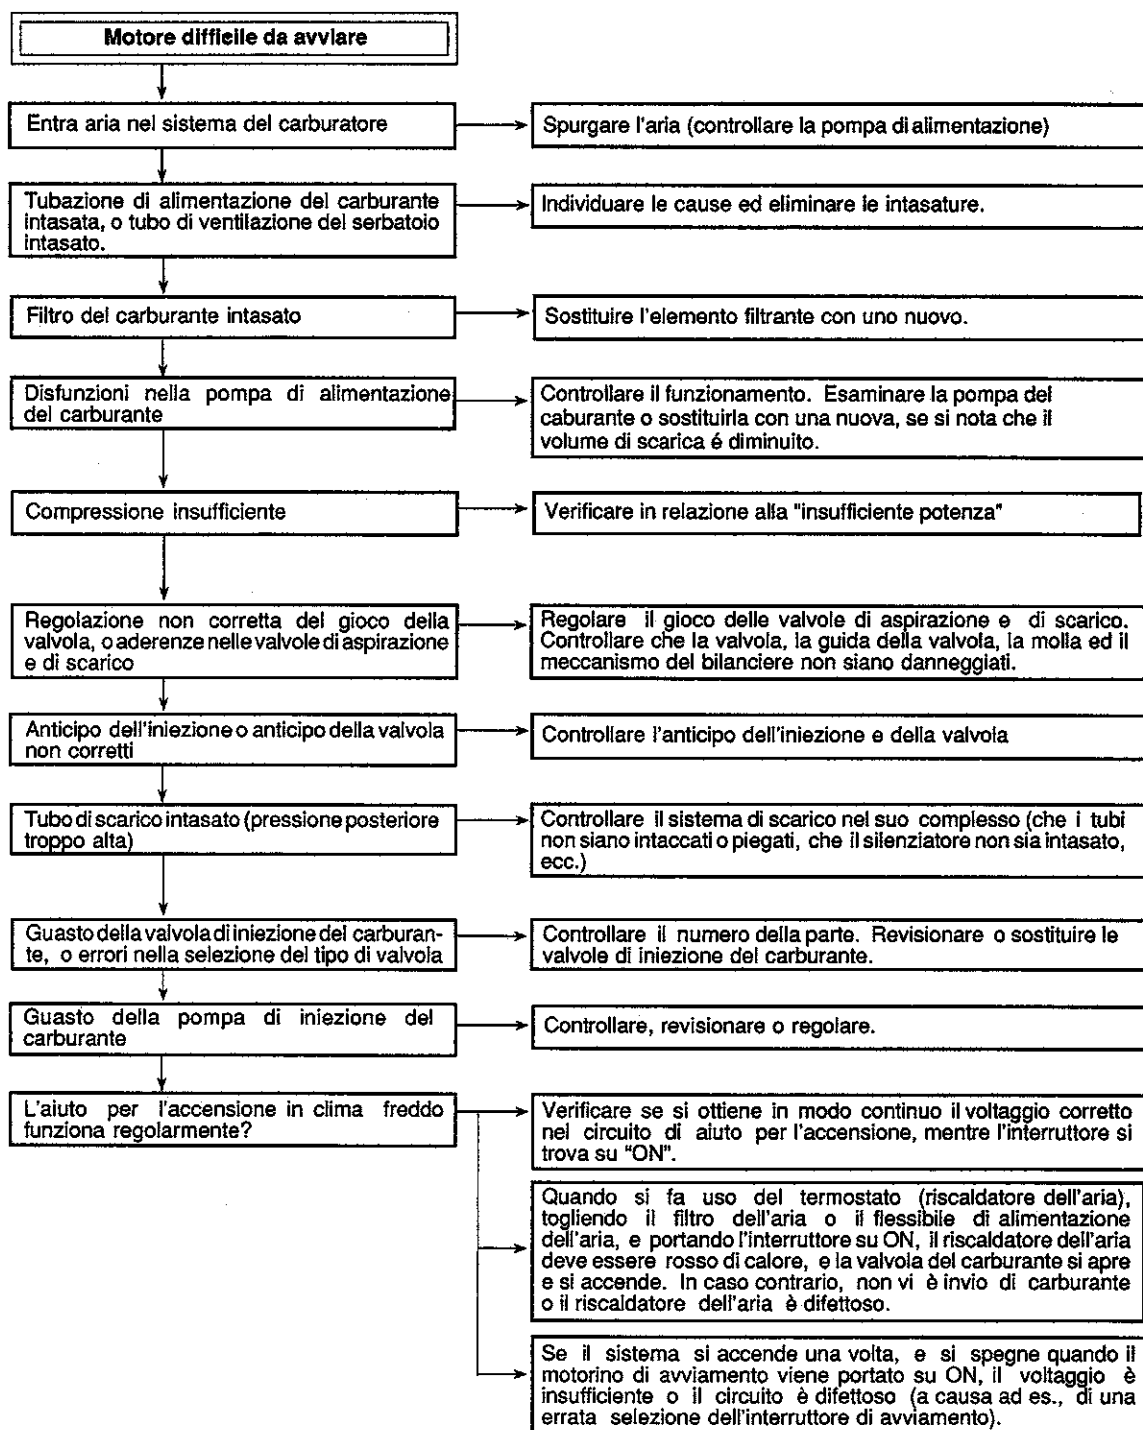 Motore difficile da avviare
Entra aria nel sistema del carburatore
Spurgare l'aria (controllare la pompa di alimentazione)
Tubazione di alimentazione del carburante
intasata, o tubo di ventilazione del serbatoio
intasato.
Individuare le cause ed eliminare le intasature.
Filtro del carburante intasato
Sostituire l'elemento filtrante con uno nuovo.
Disfunzioni nella pompa di alimentazione
del carburante
Controllare il funzionamento. Esaminare la pompa del
caburante o sostituirla con una nuova, se si nota che il
volume di scarica é diminuito.
Compressione insufficiente
Verificare in relazione alla "insufficiente potenza"
Regolazione non corretta del gioco della
valvola, o aderenze nelle valvole di aspirazione
e di scarico
Regolare il gioco delle valvole di aspirazione e di scarico.
Controllare che la valvola, la guida della valvola, la molla ed il
meccanismo del bilanciere non siano danneggiati.
Anticipo dell'iniezione o anticipo della valvola
non corretti
Controllare l'anticipo dell'iniezione e della valvola
Tubo di scarico intasato (pressione posteriore
troppo alta)
Controllare il sistema di scarico nel suo complesso (che i tubi
non siano intaccati o piegati, che il silenziatore non sia intasato,
ecc.)
Guasto della valvola di iniezione del carburan-
te, o errori nella selezione del tipo di valvola
Controllare il numero della parte. Revisionare o sostituire le
valvole di iniezione del carburante.
Guasto della pompa di iniezione del
carburante
Controllare, revisionare o regolare.
L'aiuto per l'accensione in clima freddo
funziona regolarmente?
Verificare se si ottiene in modo continuo il voltaggio corretto
nel circuito di aiuto per l'accensione, mentre l'interruttore si
trova su "ON".
Quando si fa uso del termostato (riscaldatore dell'aria),
togliendo il filtro dell'aria o il flessibile di alimentazione
dell'aria, e portando l'interruttore su ON, il riscaldatore dell'aria
deve essere rosso di calore, e la valvola del carburante si apre
e si accende. In caso contrario, non vi è invio di carburante
o il riscaldatore dell'aria è difettoso.
Se il sistema si accende una volta, e si spegne quando il
motorino di avviamento viene portato su ON, il voltaggio è
insufficiente o il circuito è difettoso (a causa ad es., di una
errata selezione dell'interruttore di avviamento).